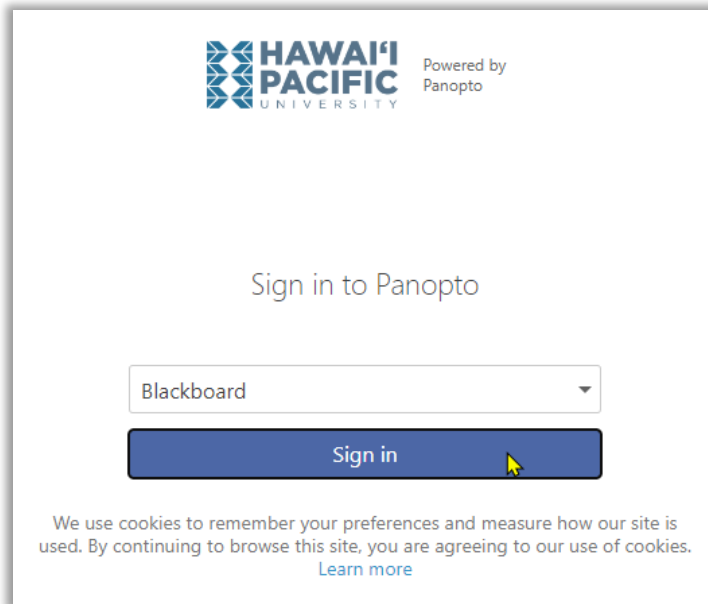 HAWAIʻI
PACIFIC
UNIVERSITY
Powered by
Panopto
Sign in to Panopto
Blackboard
Sign in
We use cookies to remember your preferences and measure how our site is
used. By continuing to browse this site, you are agreeing to our use of cookies.
Learn more